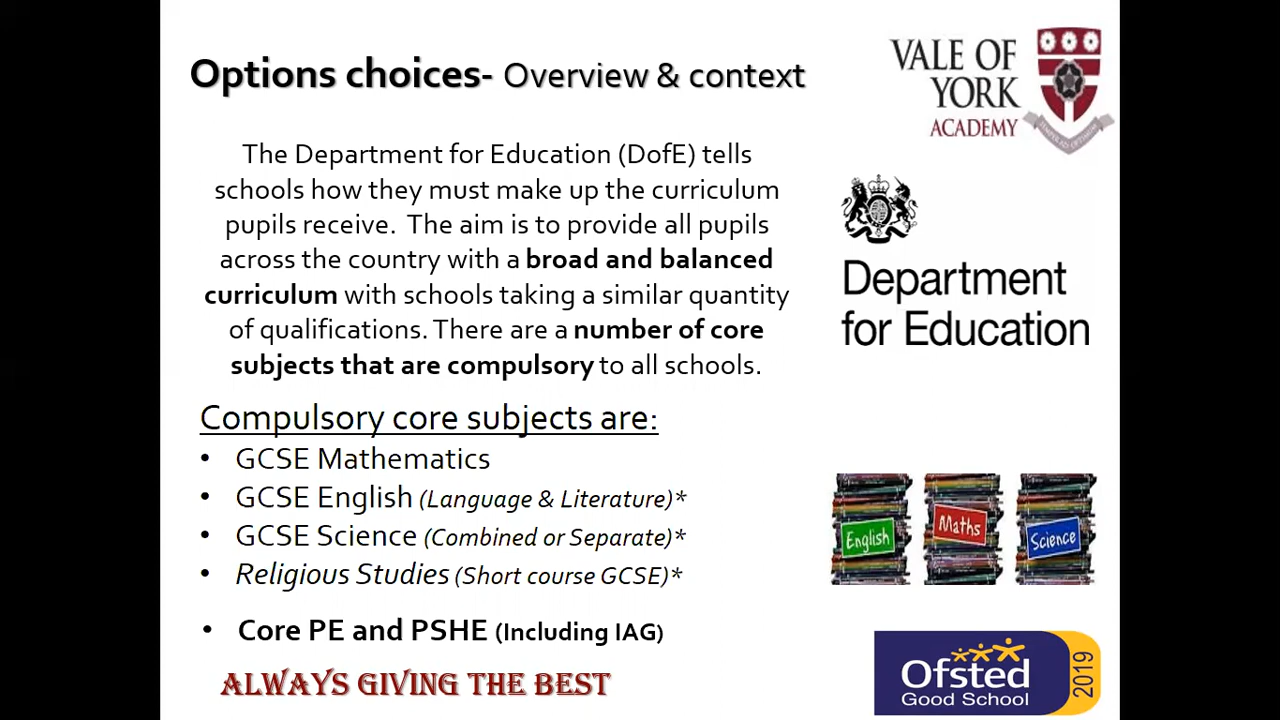 Options choices- Overview & context
VALE OF
YORK
ACADEMY
The Department for Education (DofE) tells
schools how they must make up the curriculum
pupils receive.  The aim is to provide all pupils
across the country with a broad and balanced
curriculum with schools taking a similar quantity
of qualifications. There are a number of core
subjects that are compulsory to all schools.
Department
for Education
Compulsory core subjects are:
• GCSE Mathematics
• GCSE English (Language & Literature)*
• GCSE Science (Combined or Separate)*
• Religious Studies (Short course GCSE)*
• Core PE and PSHE (Including IAG)
English
Maths
Science
ALWAYS GIVING THE BEST
Ofsted
Good School
2019